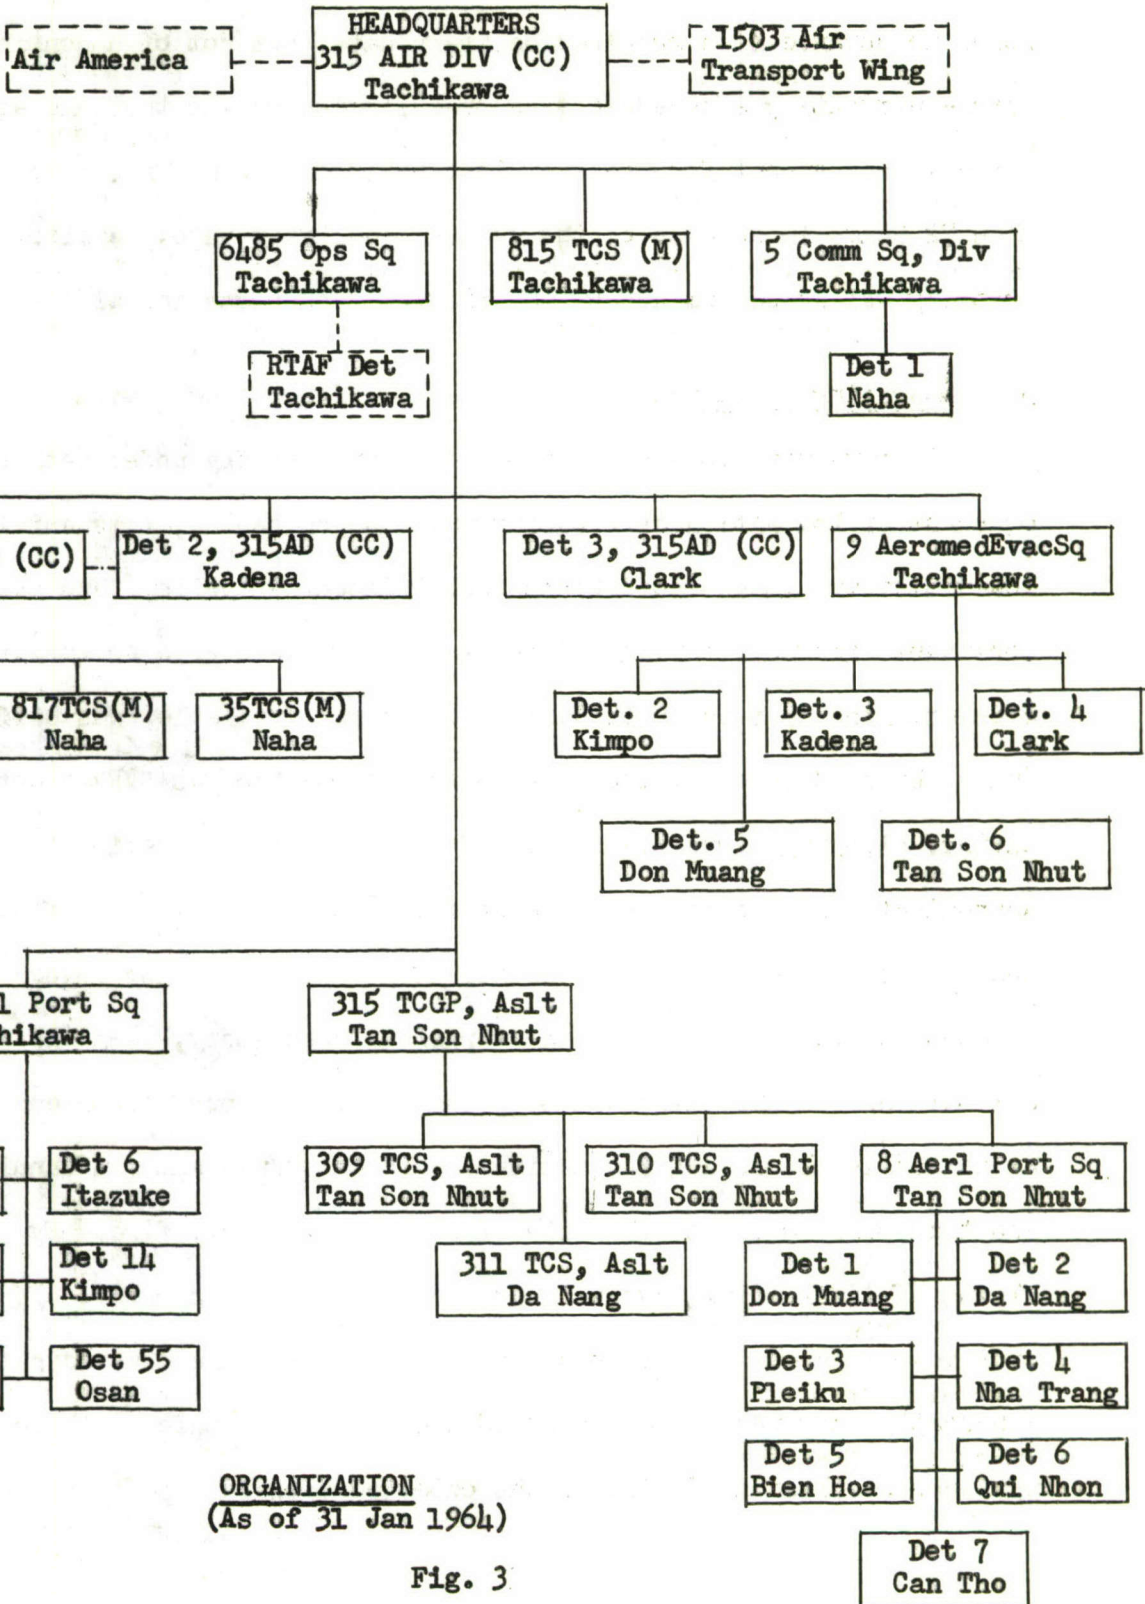 HEADQUARTERS
315 AIR DIV (CC)
Tachikawa
Air America
1503 Air
Transport Wing
6485 Ops Sq
Tachikawa
815 TCS (M)
Tachikawa
5 Comm Sq, Div
Tachikawa
RTAF Det
Tachikawa
Det 1
Naha
(CC)
Det 2, 315AD (CC)
Kadena
Det 3, 315AD (CC)
Clark
9 AeromedEvacSq
Tachikawa
817TCS(M)
Naha
35TCS(M)
Naha
Det. 2
Kimpo
Det. 3
Kadena
Det. 4
Clark
Det. 5
Don Muang
Det. 6
Tan Son Nhut
l Port Sq
hikawa
315 TCGP, Aslt
Tan Son Nhut
Det 6
Itazuke
Det 14
Kimpo
Det 55
Osan
309 TCS, Aslt
Tan Son Nhut
310 TCS, Aslt
Tan Son Nhut
8 Aerl Port Sq
Tan Son Nhut
311 TCS, Aslt
Da Nang
Det 1
Don Muang
Det 2
Da Nang
Det 3
Pleiku
Det 4
Nha Trang
Det 5
Bien Hoa
Det 6
Qui Nhon
Det 7
Can Tho
ORGANIZATION
(As of 31 Jan 1964)
Fig. 3